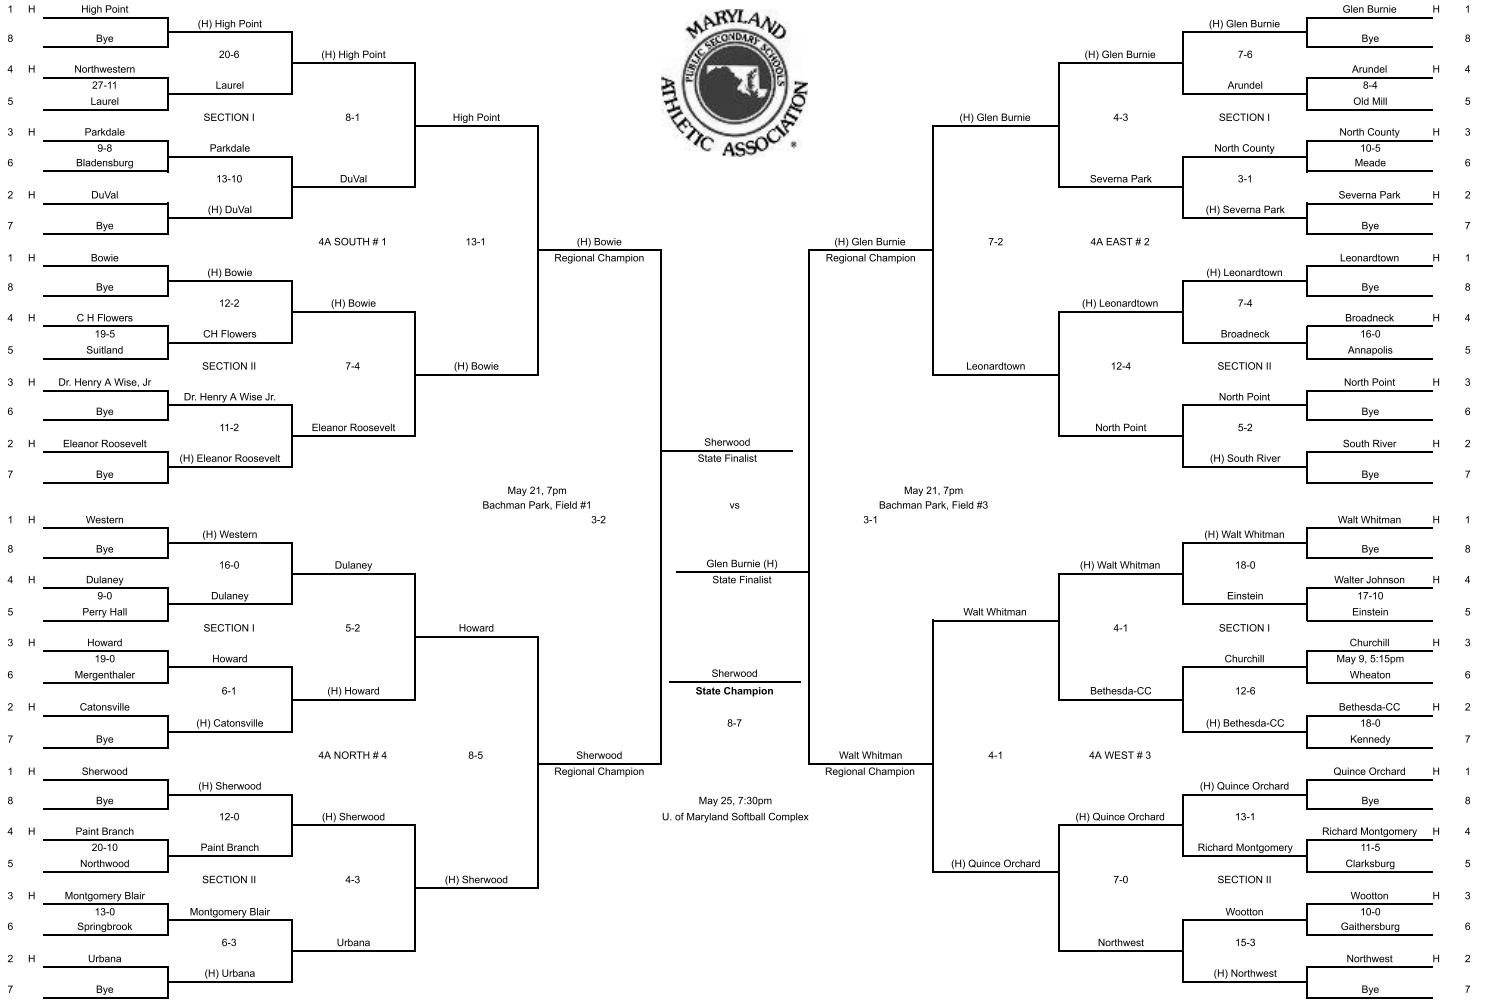 MARYLAND
PUBLIC SECONDARY SCHOOLS
ATHLETIC ASSOCIATION
®
1 H High Point
(H) High Point
8 Bye
20-6
(H) High Point
4 H Northwestern
27-11
Laurel
5 Laurel
SECTION I
8-1
High Point
3 H Parkdale
9-8
Parkdale
6 Bladensburg
13-10
DuVal
2 H DuVal
(H) DuVal
7 Bye
4A SOUTH # 1
13-1
(H) Bowie
Regional Champion
1 H Bowie
(H) Bowie
8 Bye
12-2
(H) Bowie
4 H C H Flowers
19-5
CH Flowers
5 Suitland
SECTION II
7-4
(H) Bowie
3 H Dr. Henry A Wise, Jr
Dr. Henry A Wise Jr.
6 Bye
11-2
Eleanor Roosevelt
2 H Eleanor Roosevelt
(H) Eleanor Roosevelt
7 Bye
May 21, 7pm
Bachman Park, Field #1
3-2
1 H Western
(H) Western
8 Bye
16-0
Dulaney
4 H Dulaney
9-0
Dulaney
5 Perry Hall
SECTION I
5-2
Howard
3 H Howard
19-0
Howard
6 Mergenthaler
6-1
(H) Howard
2 H Catonsville
(H) Catonsville
7 Bye
4A NORTH # 4
8-5
Sherwood
Regional Champion
1 H Sherwood
(H) Sherwood
8 Bye
12-0
(H) Sherwood
4 H Paint Branch
20-10
Paint Branch
5 Northwood
SECTION II
4-3
(H) Sherwood
3 H Montgomery Blair
13-0
Montgomery Blair
6 Springbrook
6-3
Urbana
2 H Urbana
(H) Urbana
7 Bye
Sherwood
State Finalist
vs
Glen Burnie (H)
State Finalist
Sherwood
State Champion
8-7
May 25, 7:30pm
U. of Maryland Softball Complex
Glen Burnie H 1
(H) Glen Burnie
Bye 8
7-6
(H) Glen Burnie
Arundel H 4
8-4
Arundel
Old Mill 5
SECTION I
4-3
(H) Glen Burnie
North County H 3
10-5
North County
Meade 6
3-1
Severna Park
Severna Park H 2
(H) Severna Park
Bye 7
4A EAST # 2
7-2
(H) Glen Burnie
Regional Champion
Leonardtown H 1
(H) Leonardtown
Bye 8
7-4
(H) Leonardtown
Broadneck H 4
16-0
Broadneck
Annapolis 5
SECTION II
12-4
Leonardtown
North Point H 3
North Point
Bye 6
5-2
North Point
South River H 2
(H) South River
Bye 7
May 21, 7pm
Bachman Park, Field #3
3-1
Walt Whitman H 1
(H) Walt Whitman
Bye 8
18-0
(H) Walt Whitman
Walter Johnson H 4
17-10
Einstein
Einstein 5
SECTION I
4-1
Walt Whitman
Churchill H 3
May 9, 5:15pm
Churchill
Wheaton 6
12-6
Bethesda-CC
Bethesda-CC H 2
18-0
(H) Bethesda-CC
Kennedy 7
4A WEST # 3
4-1
Walt Whitman
Regional Champion
Quince Orchard H 1
(H) Quince Orchard
Bye 8
13-1
(H) Quince Orchard
Richard Montgomery H 4
11-5
Richard Montgomery
Clarksburg 5
SECTION II
7-0
(H) Quince Orchard
Wootton H 3
10-0
Wootton
Gaithersburg 6
15-3
Northwest
Northwest H 2
(H) Northwest
Bye 7